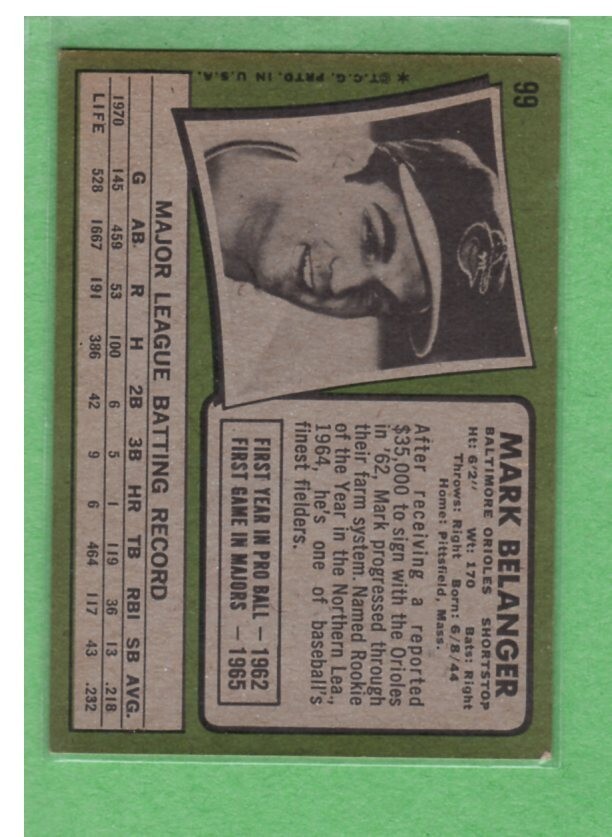 99
MARK BELANGER
BALTIMORE ORIOLES SHORTSTOP
Ht: 6'2" Wt: 170 Bats: Right
Throws: Right Born: 6/8/44
Home: Pittsfield, Mass.
After receiving a reported
$35,000 to sign with the Orioles
in '62, Mark progressed through
their farm system. Named Rookie
of the Year in the Northern Lea.,
1964, he's one of baseball's
finest fielders.
FIRST YEAR IN PRO BALL — 1962
FIRST GAME IN MAJORS — 1965
*©T.C.G. PRTD. IN U.S.A.
MAJOR LEAGUE BATTING RECORD
G AB R H 2B 3B HR TB RBI SB AVG.
1970 145 459 53 100 6 5 1 119 36 13 .218
LIFE 528 1667 191 386 42 9 6 464 117 43 .232